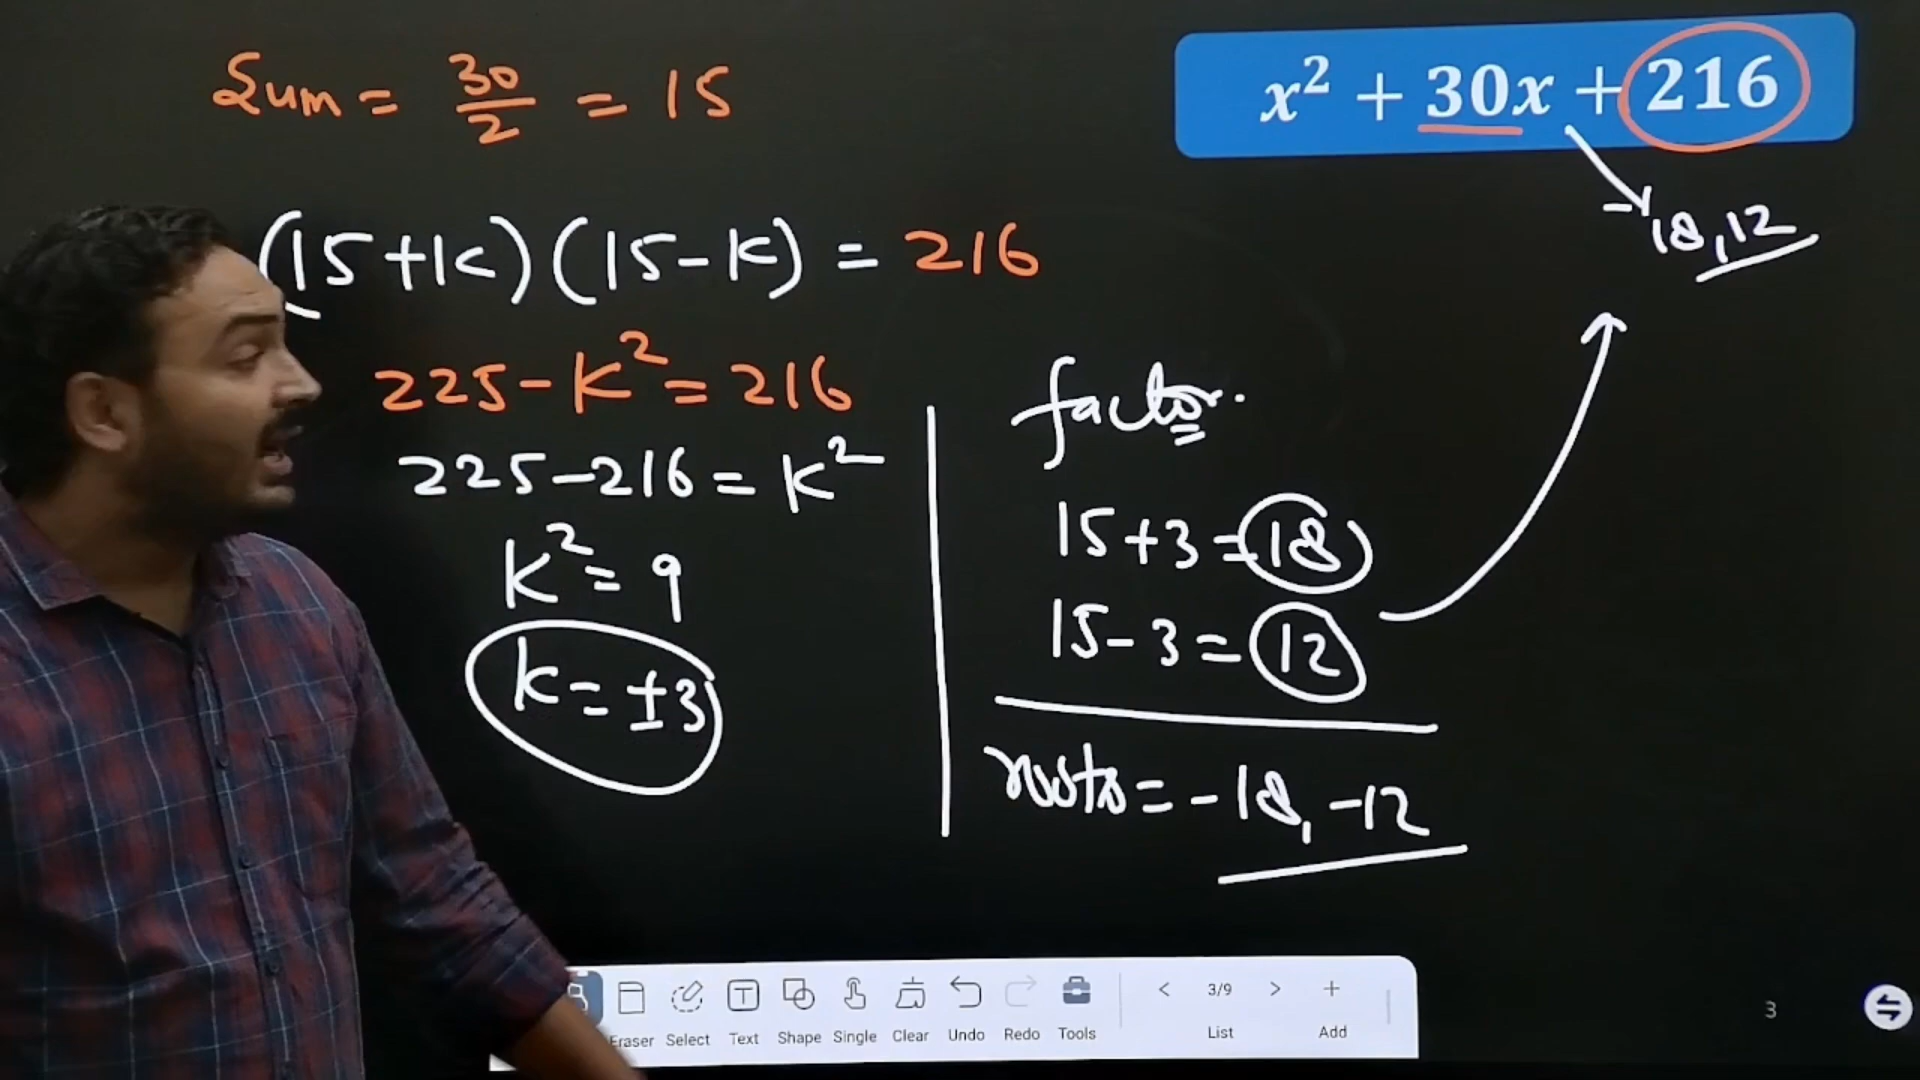 Sum = 30/2 = 15
x² + 30x + 216
18, 12
(15+K)(15-K) = 216
225-K² = 216
225-216 = K²
K² = 9
K = ±3
factor.
15+3 = 18
15-3 = 12
roots = -18, -12
Eraser Select Text Shape Single Clear Undo Redo Tools
< 3/9 > +
List Add
3